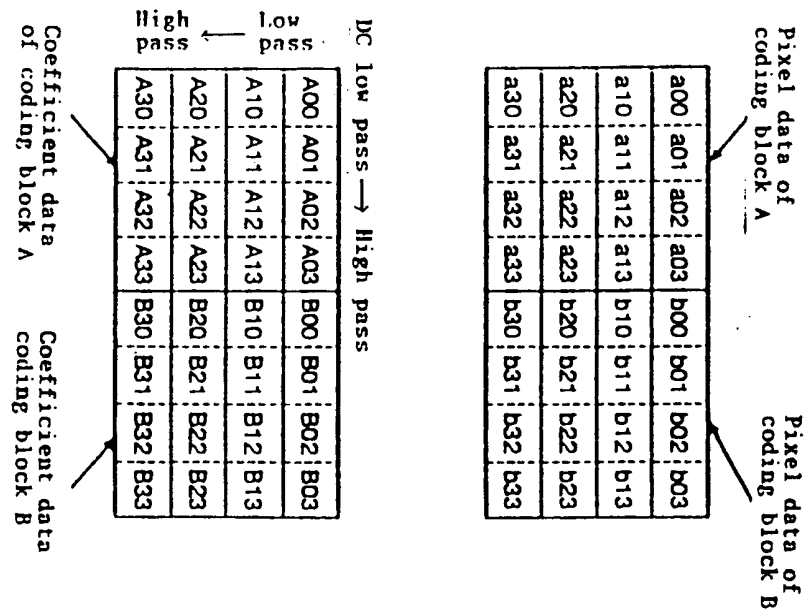 Pixel data of
coding block A
Pixel data of
coding block B
a00 a01 a02 a03 b00 b01 b02 b03
a10 a11 a12 a13 b10 b11 b12 b13
a20 a21 a22 a23 b20 b21 b22 b23
a30 a31 a32 a33 b30 b31 b32 b33
DC low pass → High pass
Low
pass
High
pass
A00 A01 A02 A03 B00 B01 B02 B03
A10 A11 A12 A13 B10 B11 B12 B13
A20 A21 A22 A23 B20 B21 B22 B23
A30 A31 A32 A33 B30 B31 B32 B33
Coefficient data
of coding block A
Coefficient data
coding block B